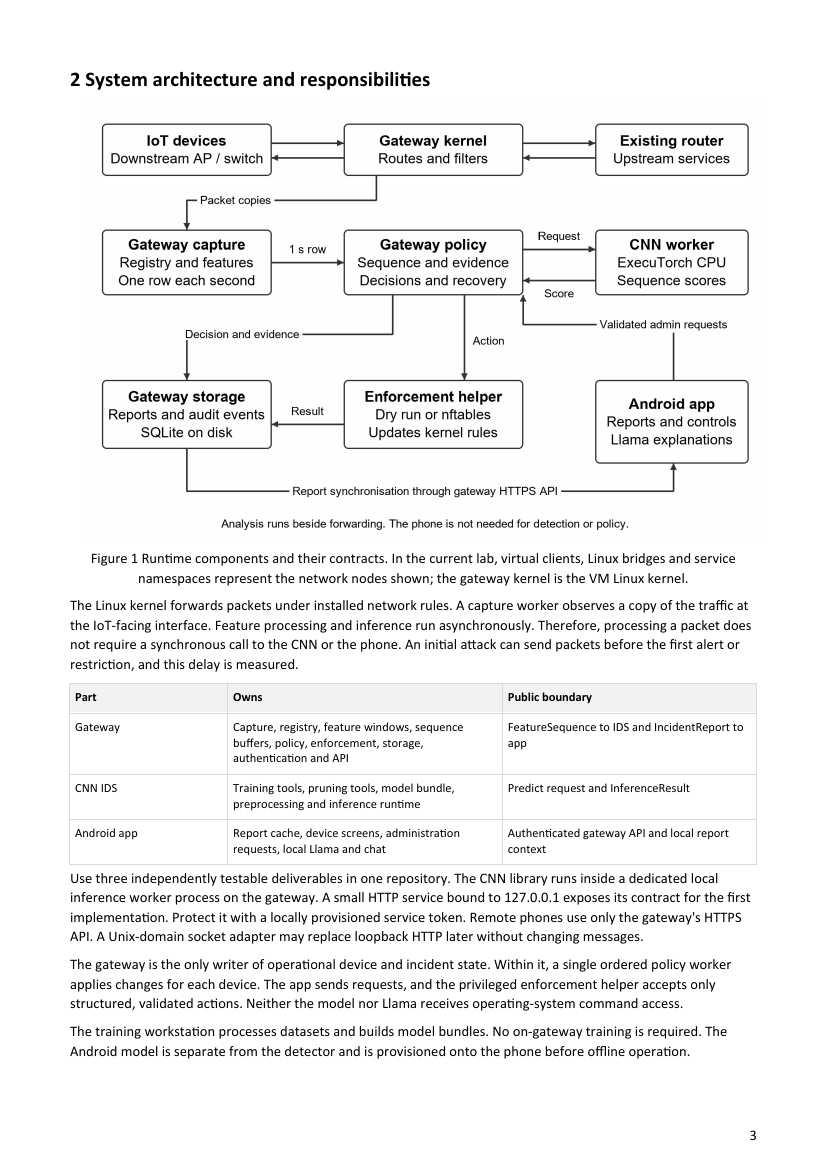 2 System architecture and responsibilities
IoT devices
Downstream AP / switch
Gateway kernel
Routes and filters
Existing router
Upstream services
Packet copies
Gateway capture
Registry and features
One row each second
1 s row
Gateway policy
Sequence and evidence
Decisions and recovery
Request
Score
CNN worker
ExecuTorch CPU
Sequence scores
Validated admin requests
Decision and evidence
Action
Gateway storage
Reports and audit events
SQLite on disk
Result
Enforcement helper
Dry run or nftables
Updates kernel rules
Android app
Reports and controls
Llama explanations
Report synchronisation through gateway HTTPS API
Analysis runs beside forwarding. The phone is not needed for detection or policy.
Figure 1 Runtime components and their contracts. In the current lab, virtual clients, Linux bridges and service
namespaces represent the network nodes shown; the gateway kernel is the VM Linux kernel.
The Linux kernel forwards packets under installed network rules. A capture worker observes a copy of the traffic at
the IoT-facing interface. Feature processing and inference run asynchronously. Therefore, processing a packet does
not require a synchronous call to the CNN or the phone. An initial attack can send packets before the first alert or
restriction, and this delay is measured.
Part
Owns
Public boundary
Gateway
Capture, registry, feature windows, sequence
buffers, policy, enforcement, storage,
authentication and API
FeatureSequence to IDS and IncidentReport to
app
CNN IDS
Training tools, pruning tools, model bundle,
preprocessing and inference runtime
Predict request and InferenceResult
Android app
Report cache, device screens, administration
requests, local Llama and chat
Authenticated gateway API and local report
context
Use three independently testable deliverables in one repository. The CNN library runs inside a dedicated local
inference worker process on the gateway. A small HTTP service bound to 127.0.0.1 exposes its contract for the first
implementation. Protect it with a locally provisioned service token. Remote phones use only the gateway's HTTPS
API. A Unix-domain socket adapter may replace loopback HTTP later without changing messages.
The gateway is the only writer of operational device and incident state. Within it, a single ordered policy worker
applies changes for each device. The app sends requests, and the privileged enforcement helper accepts only
structured, validated actions. Neither the model nor Llama receives operating-system command access.
The training workstation processes datasets and builds model bundles. No on-gateway training is required. The
Android model is separate from the detector and is provisioned onto the phone before offline operation.
3